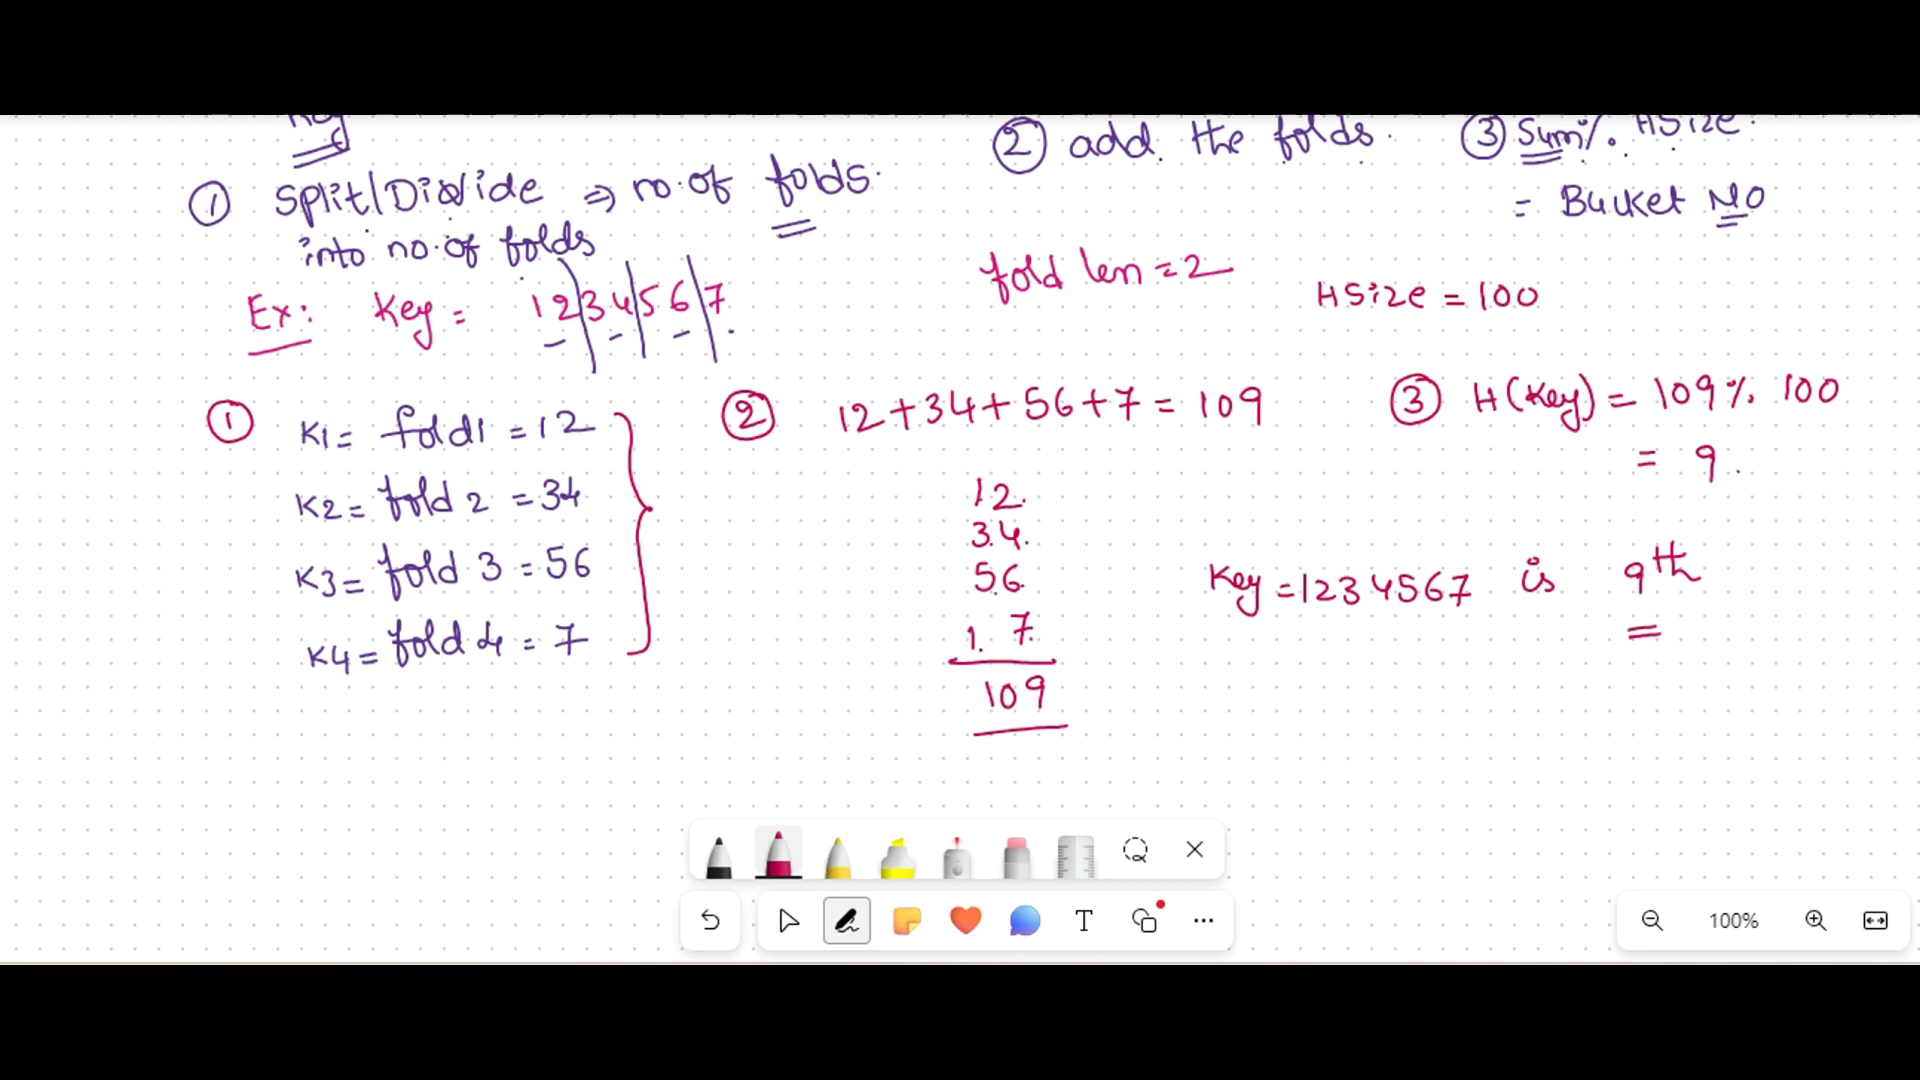 ① Split/Divide ⇒ no. of folds.
into no. of folds
② add the folds.
③ Sum % HSize.
= Bucket NO
Ex: Key = 12|34|56|7
fold len = 2
HSize = 100
① K1 = fold1 = 12
K2 = fold 2 = 34
K3 = fold 3 = 56
K4 = fold 4 = 7
② 12+34+56+7 = 109
12
34
56
1 7
109
③ H(Key) = 109 % 100
= 9.
Key = 1234567 is 9th
T
100%